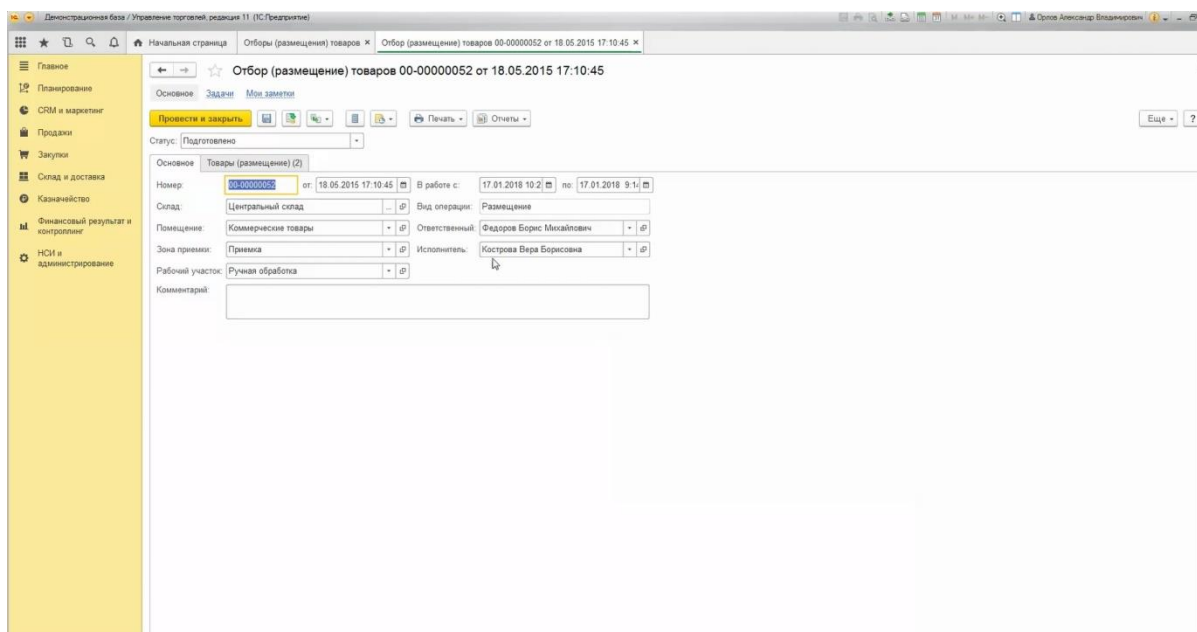 Демонстрационная база / Управление торговлей, редакция 11 (1С:Предприятие)
M M+ M- Орлов Александр Владимирович
Начальная страница Отборы (размещения) товаров × Отбор (размещение) товаров 00-00000052 от 18.05.2015 17:10:45 ×
Главное
Планирование
CRM и маркетинг
Продажи
Закупки
Склад и доставка
Казначейство
Финансовый результат и
контроллинг
НСИ и
администрирование
Отбор (размещение) товаров 00-00000052 от 18.05.2015 17:10:45
Основное Задачи Мои заметки
Провести и закрыть Печать Отчеты Еще ?
Статус: Подготовлено
Основное Товары (размещение) (2)
Номер: 00-00000052 от: 18.05.2015 17:10:45 В работе с: 17.01.2018 10:2 по: 17.01.2018 9:1
Склад: Центральный склад ... Вид операции: Размещение
Помещение: Коммерческие товары Ответственный: Федоров Борис Михайлович
Зона приемки: Приемка Исполнитель: Кострова Вера Борисовна
Рабочий участок: Ручная обработка
Комментарий: